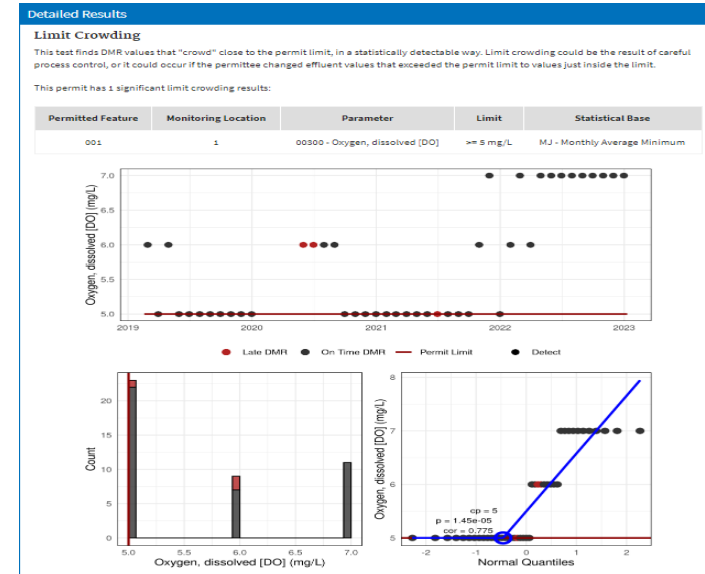 Detailed Results
Limit Crowding
This test finds DMR values that "crowd" close to the permit limit, in a statistically detectable way. Limit crowding could be the result of careful
process control, or it could occur if the permittee changed effluent values that exceeded the permit limit to values just inside the limit.
This permit has 1 significant limit crowding results:
Permitted Feature Monitoring Location Parameter Limit Statistical Base
001 1 00300 - Oxygen, dissolved [DO] >= 5 mg/L MJ - Monthly Average Minimum
Oxygen, dissolved [DO] (mg/L)
7.0
6.5
6.0
5.5
5.0
2019 2020 2021 2022 2023
Late DMR On Time DMR Permit Limit Detect
Count
20
15
10
5
0
5.0 5.5 6.0 6.5 7.0
Oxygen, dissolved [DO] (mg/L)
Oxygen, dissolved [DO] (mg/L)
8
7
6
5
cp = 5
p = 1.45e-05
cor = 0.775
-2 -1 0 1 2
Normal Quantiles